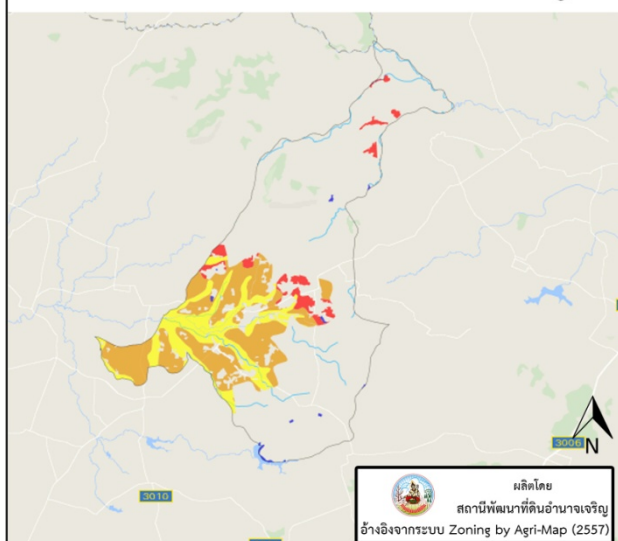 3006
N
3010
ผลิตโดย
สถานีพัฒนาที่ดินอำนาจเจริญ
อ้างอิงจากระบบ Zoning by Agri-Map (2557)